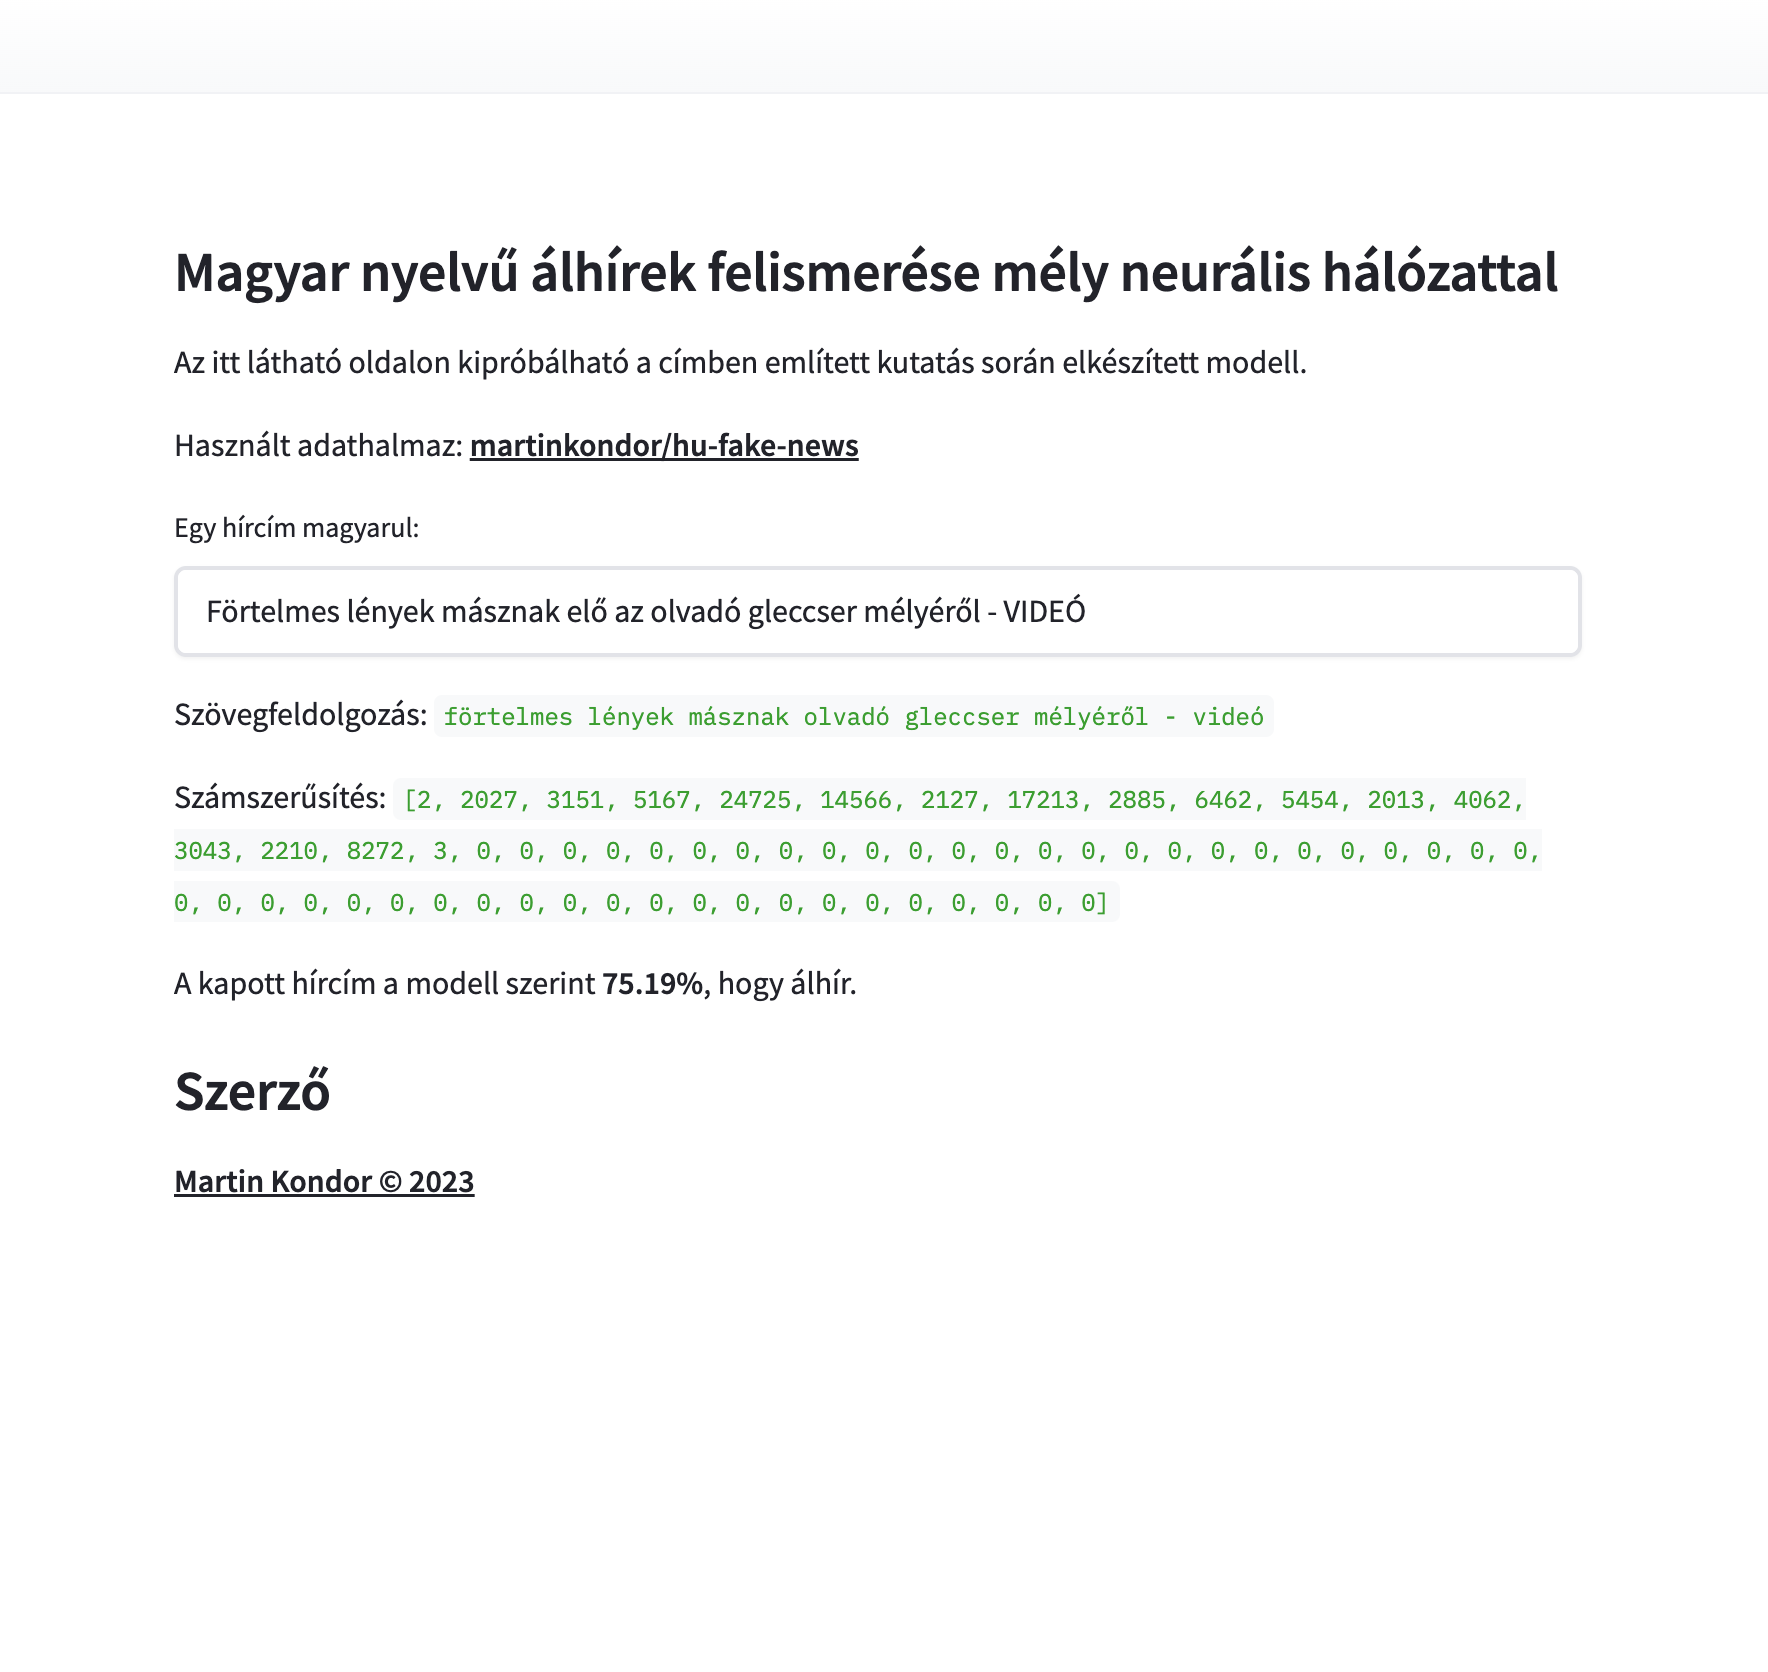 Magyar nyelvű álhírek felismerése mély neurális hálózattal
Az itt látható oldalon kipróbálható a címben említett kutatás során elkészített modell.
Használt adathalmaz: martinkondor/hu-fake-news
Egy hírcím magyarul:
Förtelmes lények másznak elő az olvadó gleccser mélyéről - VIDEÓ
Szövegfeldolgozás: förtelmes lények másznak olvadó gleccser mélyéről - videó
Számszerűsítés: [2, 2027, 3151, 5167, 24725, 14566, 2127, 17213, 2885, 6462, 5454, 2013, 4062,
3043, 2210, 8272, 3, 0, 0, 0, 0, 0, 0, 0, 0, 0, 0, 0, 0, 0, 0, 0, 0, 0, 0, 0, 0, 0, 0, 0, 0, 0,
0, 0, 0, 0, 0, 0, 0, 0, 0, 0, 0, 0, 0, 0, 0, 0, 0, 0, 0, 0, 0, 0]
A kapott hírcím a modell szerint 75.19%, hogy álhír.
Szerző
Martin Kondor © 2023